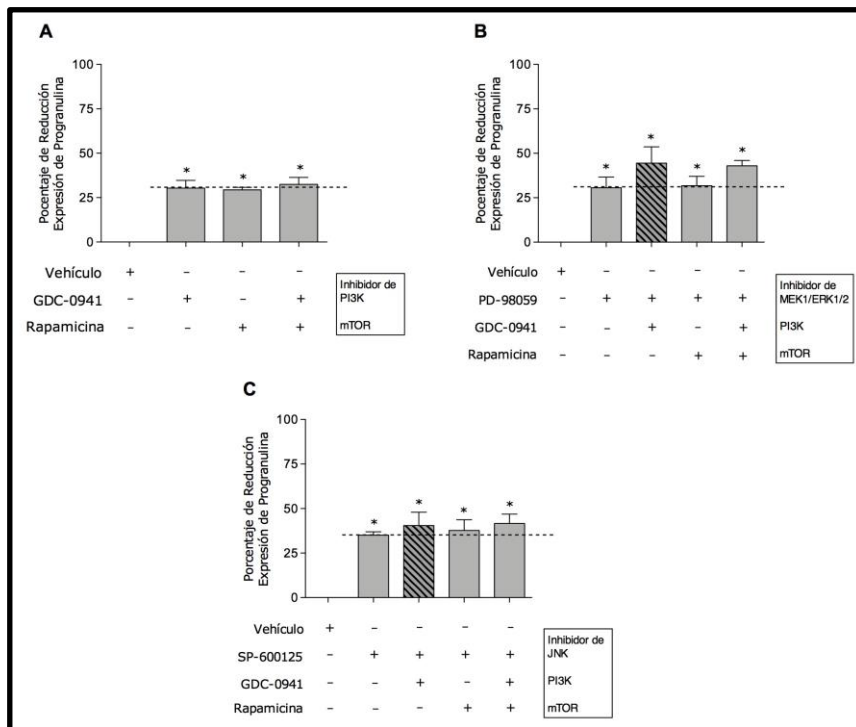 A
Pocentaje de Reducción
Expresión de Progranulina
100
75
50
25
0
* * *
Vehículo + – – –
GDC-0941 – + – +
Rapamicina – – + +
Inhibidor de
PI3K
mTOR
B
Pocentaje de Reducción
Expresión de Progranulina
100
75
50
25
0
* * * *
Vehículo + – – – –
PD-98059 – + + + +
GDC-0941 – – + – +
Rapamicina – – – + +
Inhibidor de
MEK1/ERK1/2
PI3K
mTOR
C
Porcentaje de Reducción
Expresión de Progranulina
100
75
50
25
0
* * * *
Vehículo + – – – –
SP-600125 – + + + +
GDC-0941 – – + – +
Rapamicina – – – + +
Inhibidor de
JNK
PI3K
mTOR